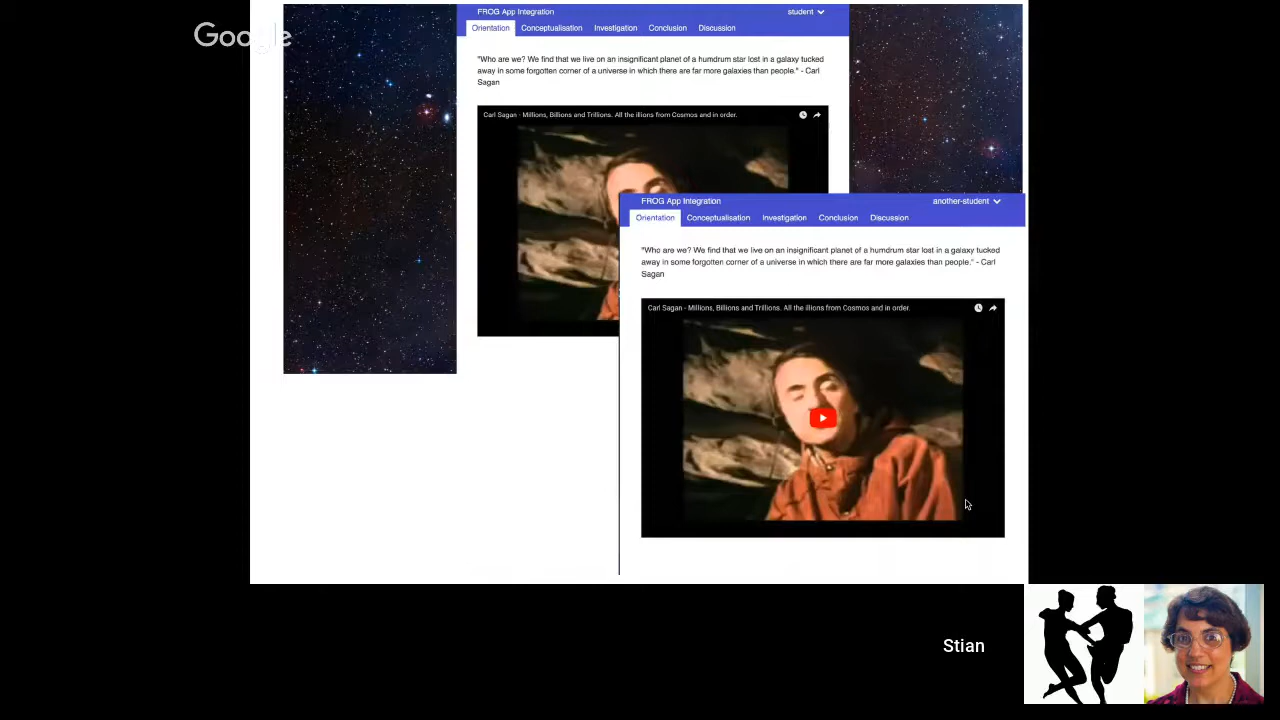 Google
FROG App Integration
student
Orientation Conceptualisation Investigation Conclusion Discussion
"Who are we? We find that we live on an insignificant planet of a humdrum star lost in a galaxy tucked
away in some forgotten corner of a universe in which there are far more galaxies than people." - Carl
Sagan
Carl Sagan - Millions, Billions and Trillions. All the illions from Cosmos and in order.
FROG App Integration
another-student
Orientation Conceptualisation Investigation Conclusion Discussion
"Who are we? We find that we live on an insignificant planet of a humdrum star lost in a galaxy tucked
away in some forgotten corner of a universe in which there are far more galaxies than people." - Carl
Sagan
Carl Sagan - Millions, Billions and Trillions. All the illions from Cosmos and in order.
Stian